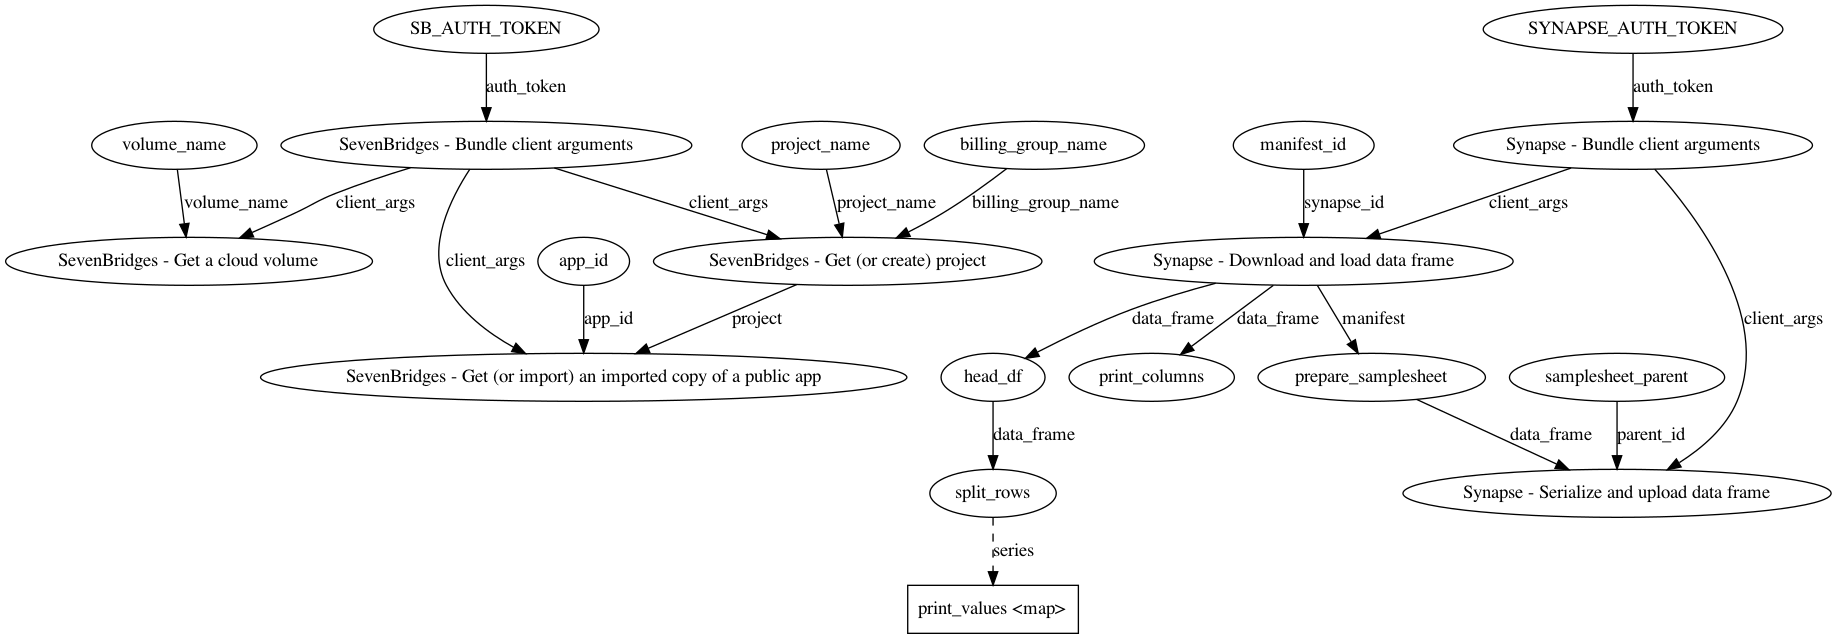 SB_AUTH_TOKEN
SYNAPSE_AUTH_TOKEN
auth_token
auth_token
volume_name
SevenBridges - Bundle client arguments
project_name
billing_group_name
manifest_id
Synapse - Bundle client arguments
volume_name
client_args
client_args
project_name
billing_group_name
synapse_id
client_args
SevenBridges - Get a cloud volume
client_args
app_id
SevenBridges - Get (or create) project
Synapse - Download and load data frame
app_id
project
data_frame
data_frame
manifest
client_args
SevenBridges - Get (or import) an imported copy of a public app
head_df
print_columns
prepare_samplesheet
samplesheet_parent
data_frame
data_frame
parent_id
split_rows
Synapse - Serialize and upload data frame
series
print_values <map>